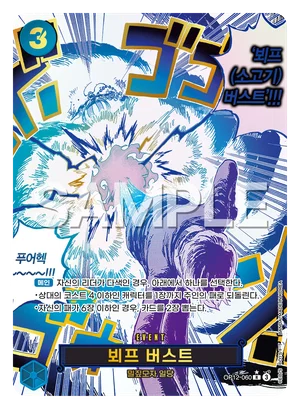 3
고오
‘뵈프
(소고기)
버스트’!!!
SAMPLE
푸어헥
~~~~!!!
메인 자신의 리더가 다색인 경우, 아래에서 하나를 선택한다.
•상대의 코스트 4 이하인 캐릭터를 1장까지 주인의 패로 되돌린다.
•자신의 패가 6장 이하인 경우, 카드를 2장 뽑는다.
EVENT
뵈프 버스트
밀짚모자 일당
OP12-060 R 3